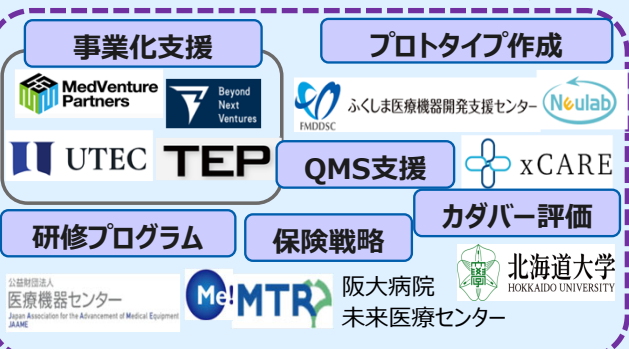 事業化支援
プロトタイプ作成
MedVenture
Partners
Beyond
Next
Ventures
FMDDSC
ふくしま医療機器開発支援センター
Neulab
UTEC
TEP
QMS支援
xCARE
研修プログラム
保険戦略
カダバー評価
公益財団法人
医療機器センター
Japan Association for the Advancement of Medical Equipment
JAAME
Me!
MTR
阪大病院
未来医療センター
北海道大学
HOKKAIDO UNIVERSITY